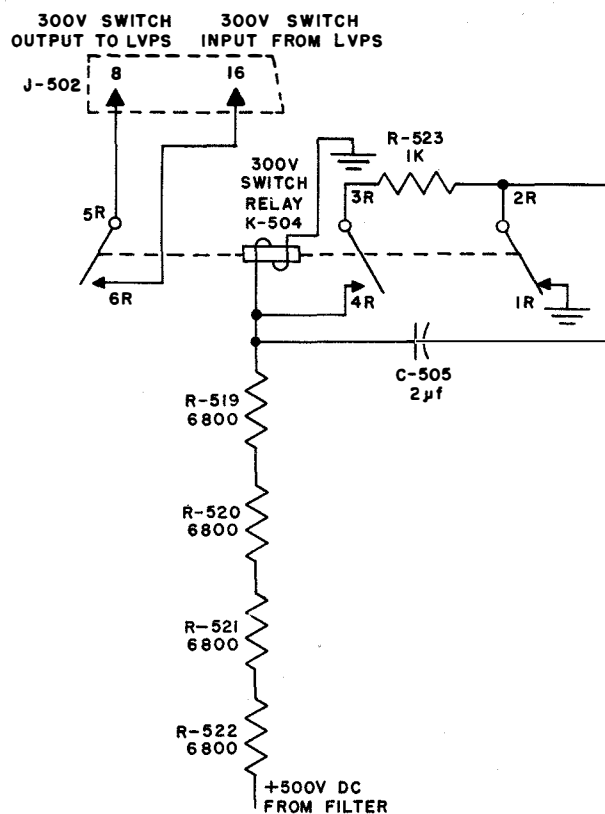 300V SWITCH OUTPUT TO LVPS
300V SWITCH INPUT FROM LVPS
J-502
8
16
R-523
1K
300V
SWITCH
RELAY
K-504
3R
2R
5R
6R
4R
1R
C-505
2µf
R-519
6800
R-520
6800
R-521
6800
R-522
6800
+500V DC
FROM FILTER